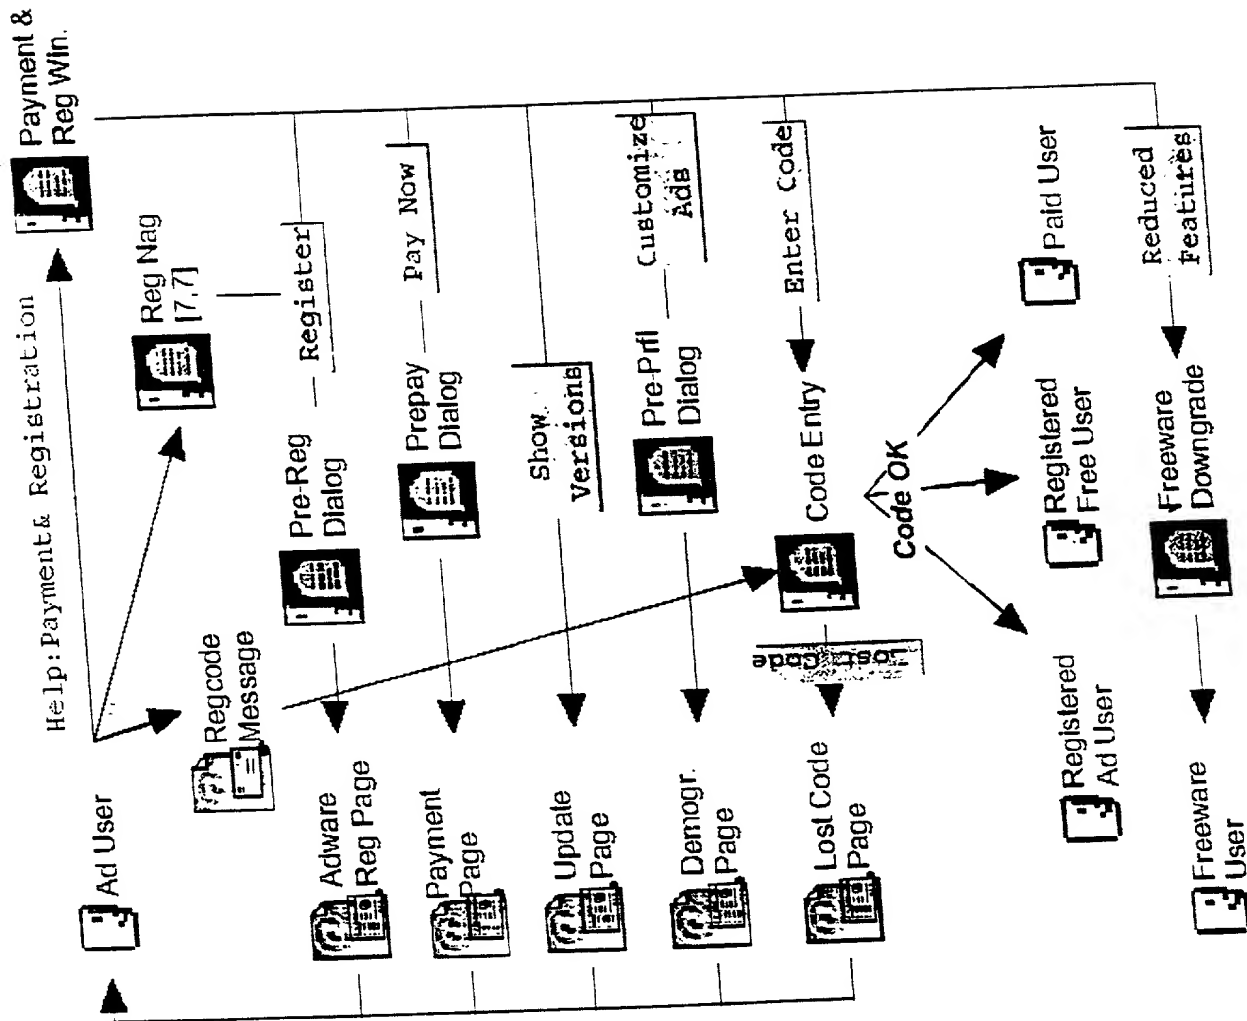 Ad User
Help:Payment& Registration
Payment &
Reg Win.
Reg Nag
[7,7]
Regcode
Message
Adware
Reg Page
Pre-Reg
Dialog
Register
Payment
Page
Prepay
Dialog
Pay Now
Update
Page
Show
Versions
Demogr.
Page
Pre-Prfl
Dialog
Customize
Ads
Lost Code
Page
Lost Code
Code Entry
Enter Code
Code OK
Registered
Ad User
Registered
Free User
Paid User
Freeware
User
Freeware
Downgrade
Reduced
Features